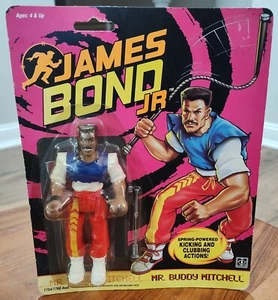 Ages: 4 & Up
JAMES
BOND
JR
SPRING-POWERED
KICKING AND
CLUBBING
ACTIONS!
MR. BUDDY MITCHELL